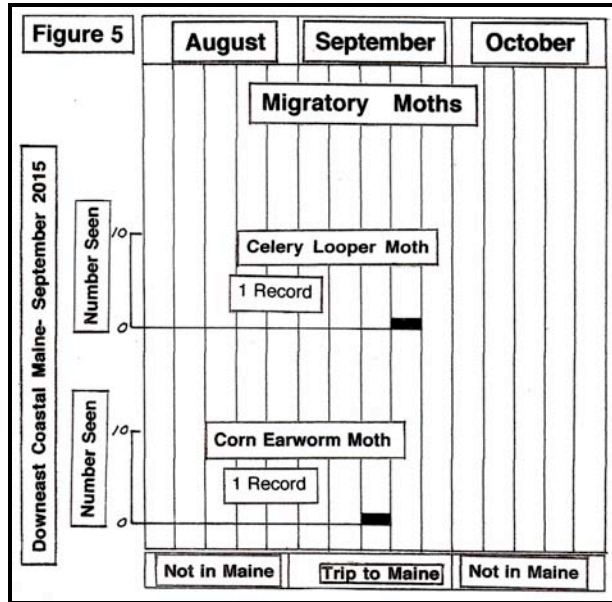 Figure 5
August September October
Migratory Moths
Downeast Coastal Maine- September 2015
Number Seen
10
Celery Looper Moth
1 Record
0
Number Seen
10
Corn Earworm Moth
1 Record
0
Not in Maine Trip to Maine Not in Maine